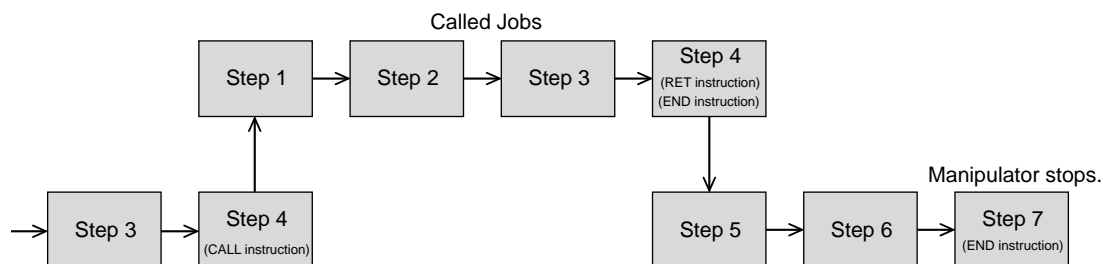 Called Jobs
Step 1
Step 2
Step 3
Step 4
(RET instruction)
(END instruction)
Manipulator stops.
Step 3
Step 4
(CALL instruction)
Step 5
Step 6
Step 7
(END instruction)